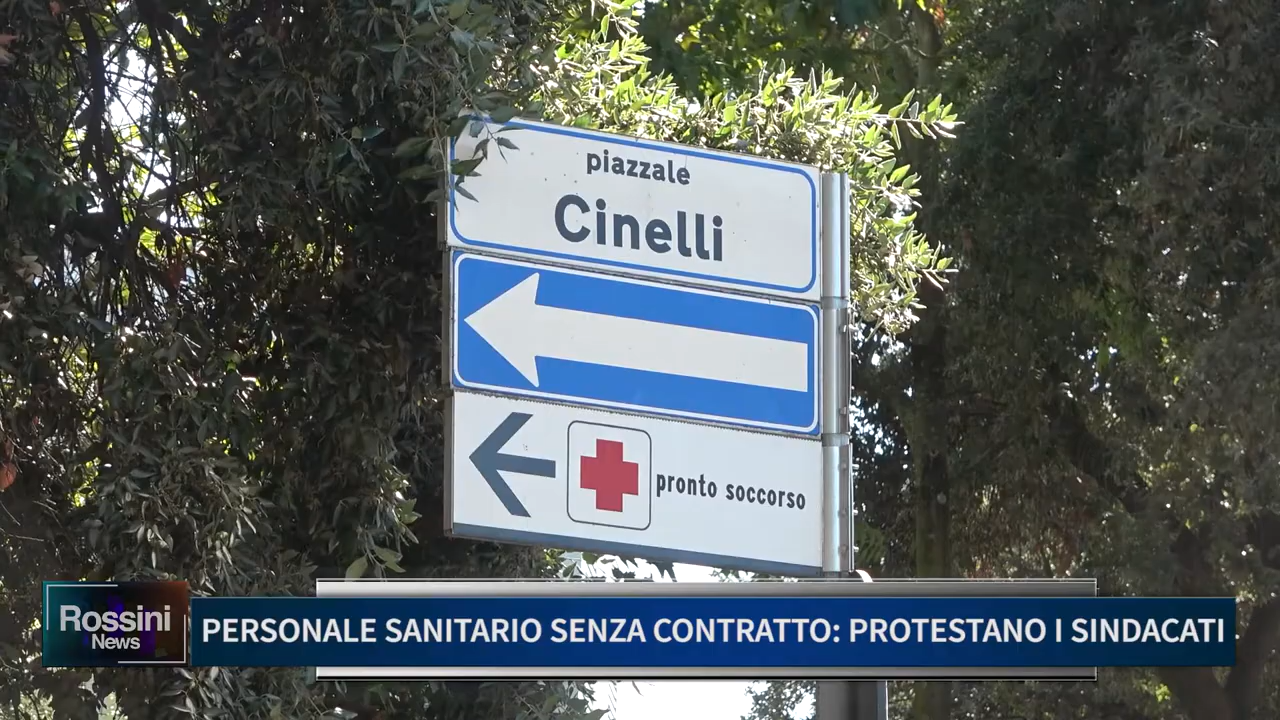 piazzale
Cinelli
pronto soccorso
Rossini
News
PERSONALE SANITARIO SENZA CONTRATTO: PROTESTANO I SINDACATI